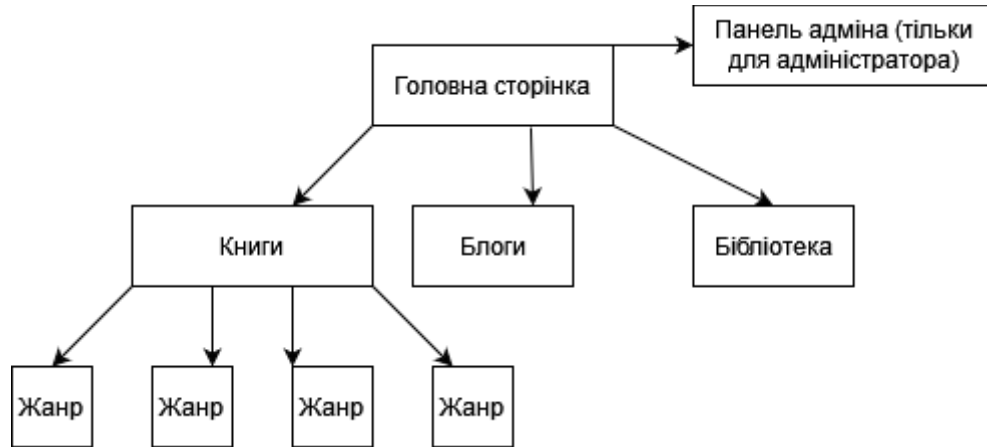 Панель адміна (тільки
для адміністратора)
Головна сторінка
Книги
Блоги
Бібліотека
Жанр
Жанр
Жанр
Жанр